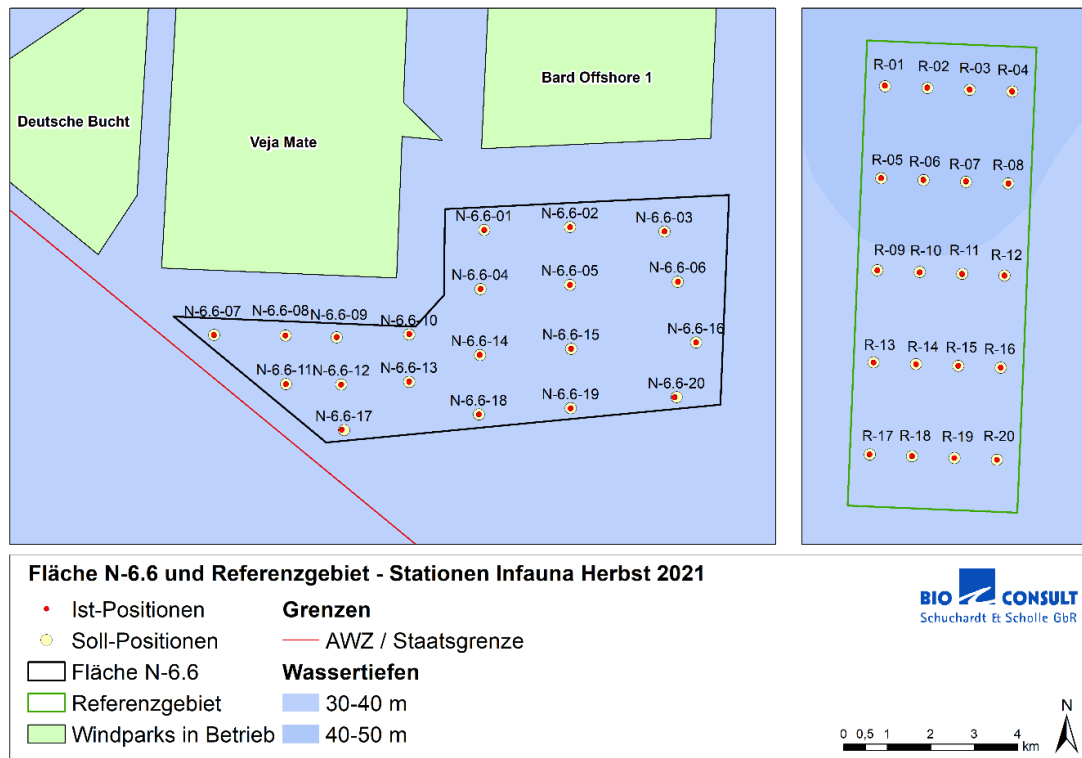 Deutsche Bucht
Veja Mate
Bard Offshore 1
N-6.6-01
N-6.6-02
N-6.6-03
N-6.6-04
N-6.6-05
N-6.6-06
N-6.6-07
N-6.6-08
N-6.6-09
N-6.6-10
N-6.6-14
N-6.6-15
N-6.6-16
N-6.6-11
N-6.6-12
N-6.6-13
N-6.6-17
N-6.6-18
N-6.6-19
N-6.6-20
R-01 R-02 R-03 R-04
R-05 R-06 R-07 R-08
R-09 R-10 R-11 R-12
R-13 R-14 R-15 R-16
R-17 R-18 R-19 R-20
Fläche N-6.6 und Referenzgebiet - Stationen Infauna Herbst 2021
Ist-Positionen
Soll-Positionen
Fläche N-6.6
Referenzgebiet
Windparks in Betrieb
Grenzen
AWZ / Staatsgrenze
Wassertiefen
30-40 m
40-50 m
BIO CONSULT
Schuchardt & Scholle GbR
N
0 0,5 1 2 3 4
km